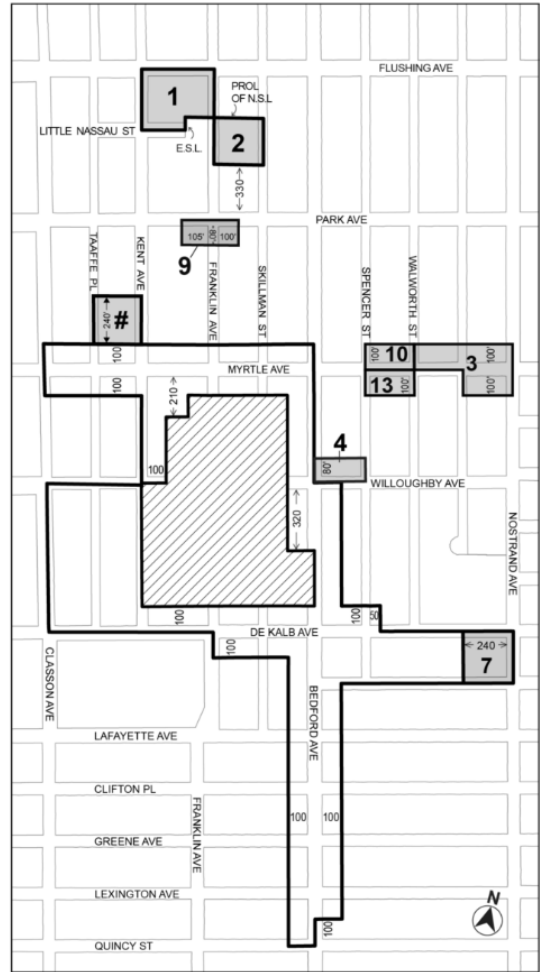 FLUSHING AVE
PROL
OF N.S.L
1
LITTLE NASSAU ST
E.S.L.
2
330
PARK AVE
105' 80' 100'
9
TAAFFE PL
KENT AVE
FRANKLIN AVE
SKILLMAN ST
SPENCER ST
WALWORTH ST
240'
#
100
100' 10 100'
3
MYRTLE AVE
100
210
13 100' 100'
4
80'
100
WILLOUGHBY AVE
320
NOSTRAND AVE
100
100
50
DE KALB AVE
100
240
7
CLASSON AVE
BEDFORD AVE
LAFAYETTE AVE
CLIFTON PL
FRANKLIN AVE
100 100
GREENE AVE
LEXINGTON AVE
N
100
QUINCY ST